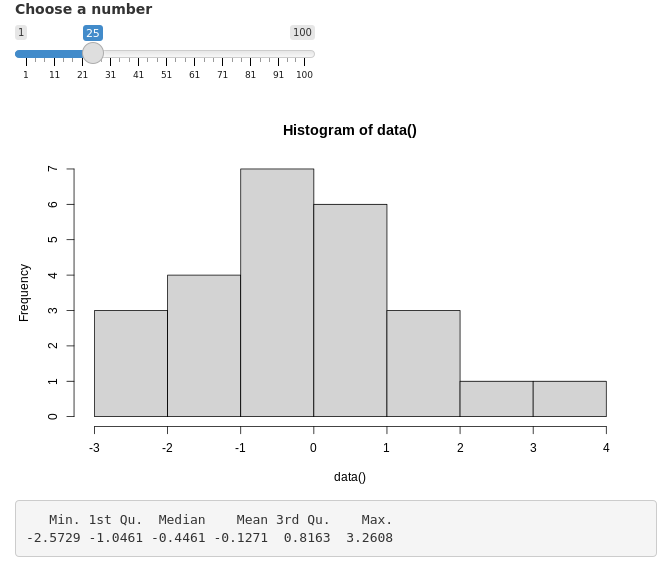 Choose a number
1 25 100
1 11 21 31 41 51 61 71 81 91 100
Histogram of data()
7
6
5
4
3
2
1
0
Frequency
-3 -2 -1 0 1 2 3 4
data()
Min. 1st Qu. Median Mean 3rd Qu. Max.
-2.5729 -1.0461 -0.4461 -0.1271 0.8163 3.2608